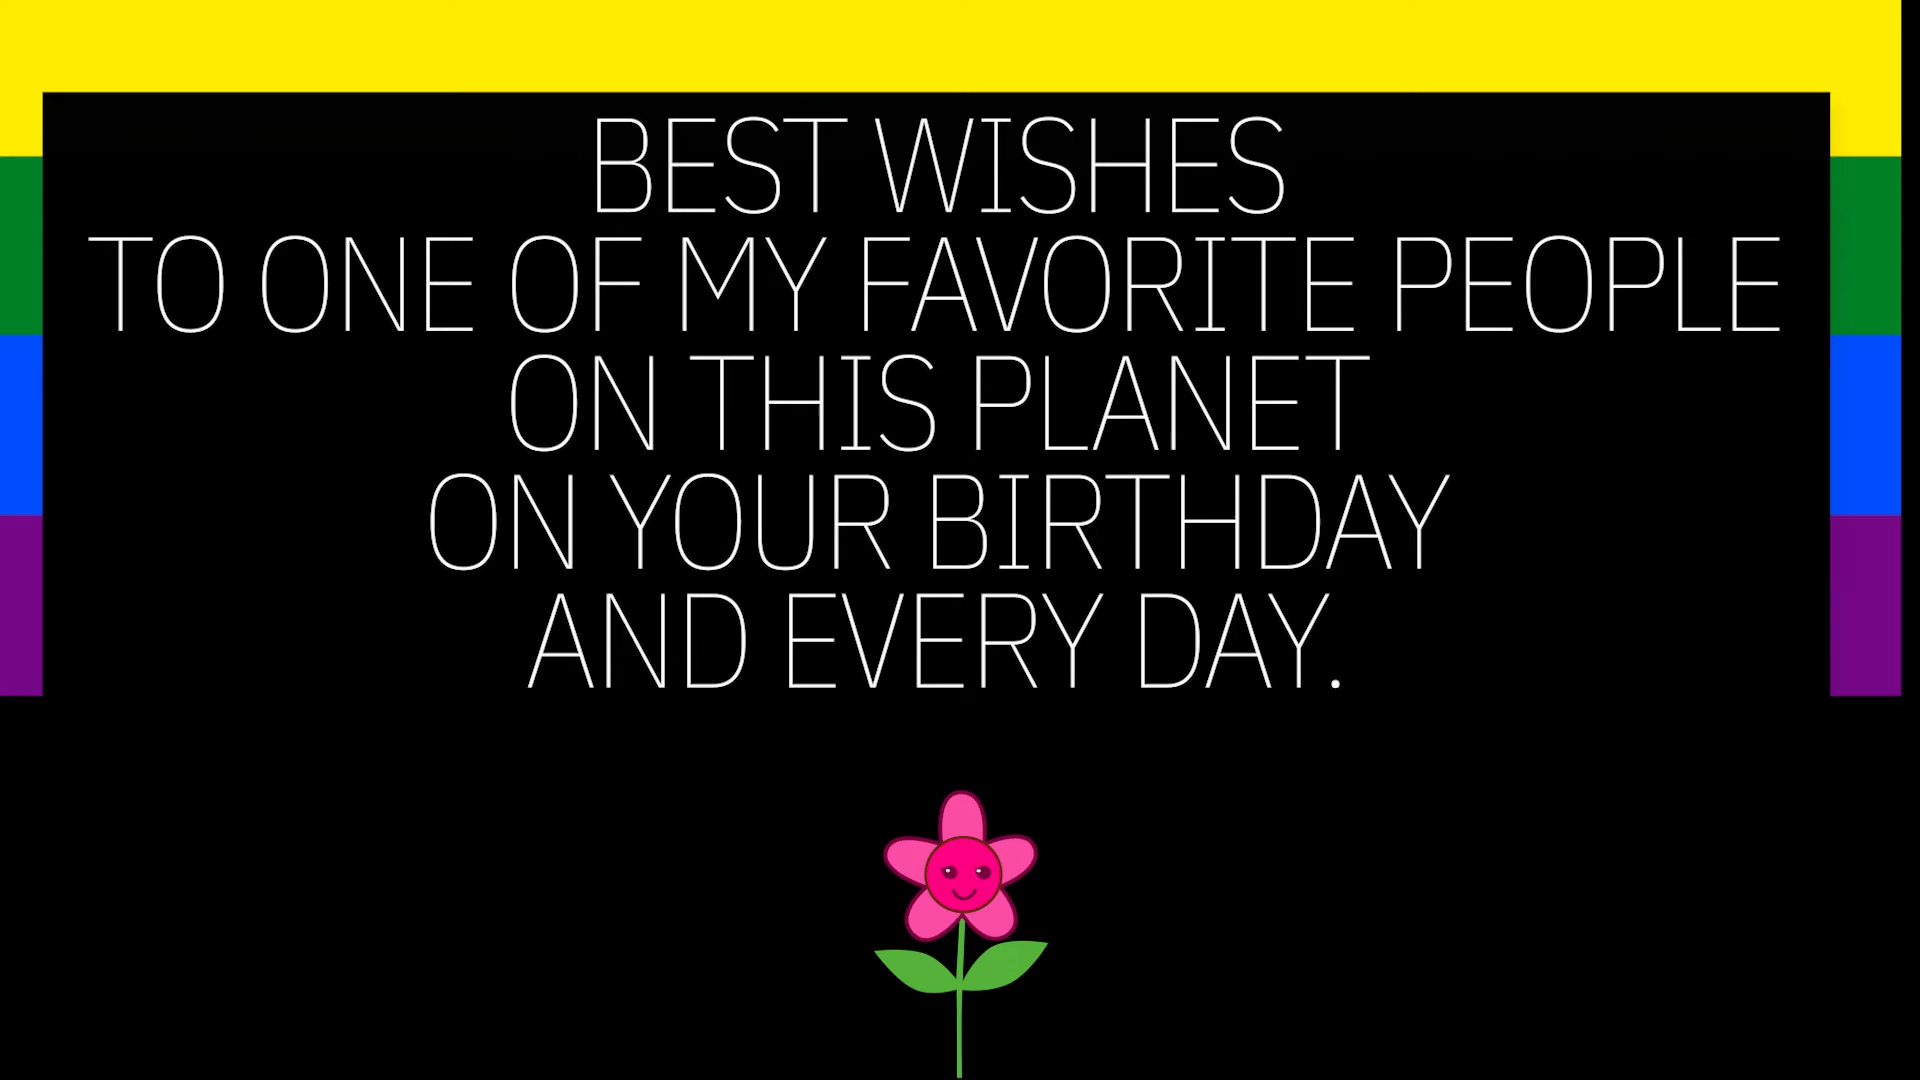 BEST WISHES
TO ONE OF MY FAVORITE PEOPLE
ON THIS PLANET
ON YOUR BIRTHDAY
AND EVERY DAY.